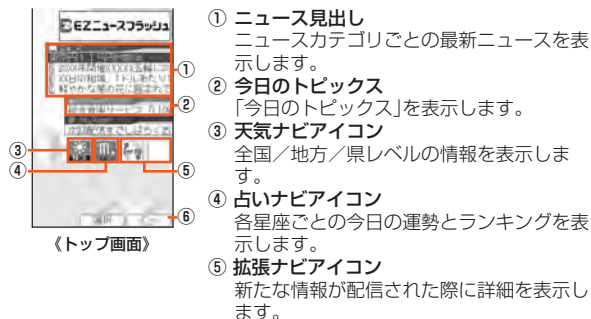 EZニュースフラッシュ
①
②
③
④
⑤
⑥
《トップ画面》
① ニュース見出し
ニュースカテゴリごとの最新ニュースを表
示します。
② 今日のトピックス
「今日のトピックス」を表示します。
③ 天気ナビアイコン
全国／地方／県レベルの情報を表示しま
す。
④ 占いナビアイコン
各星座ごとの今日の運勢とランキングを表
示します。
⑤ 拡張ナビアイコン
新たな情報が配信された際に詳細を表示し
ます。